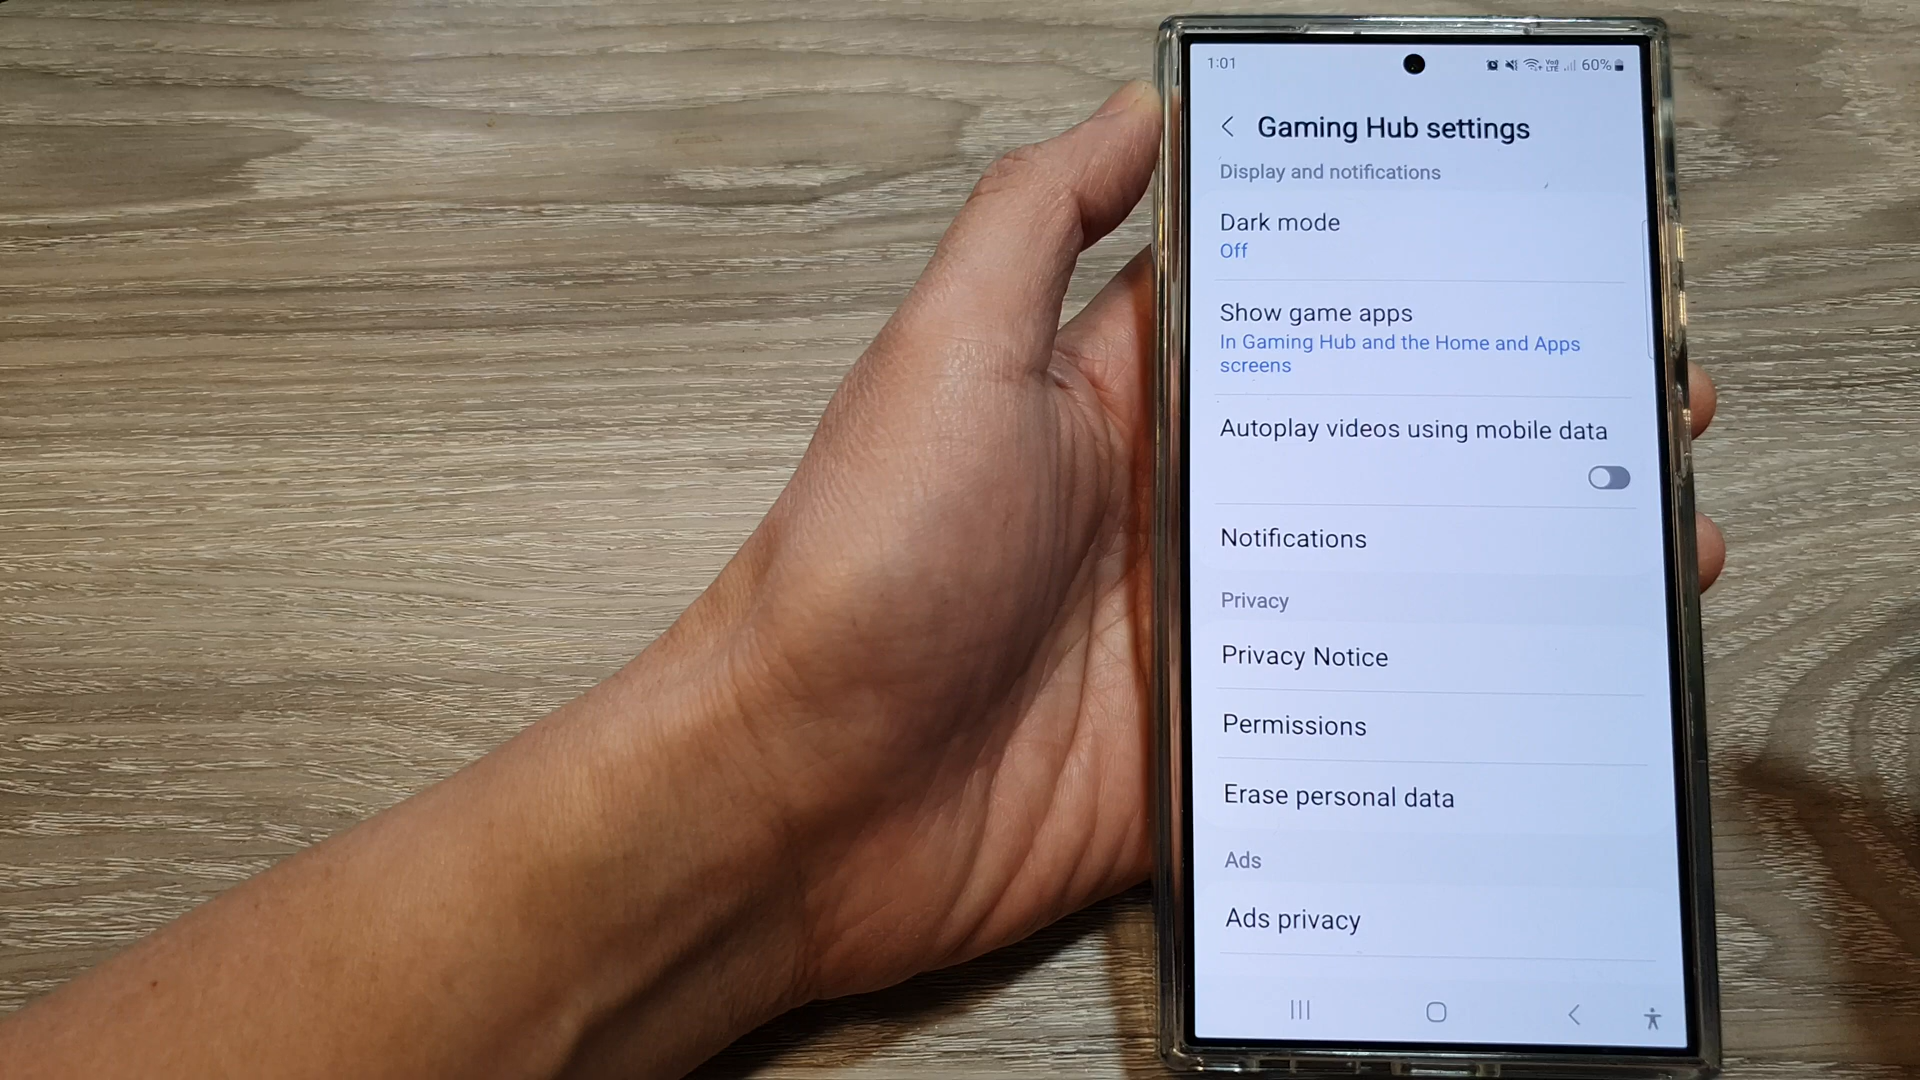 1:01
Vo) LTE 60%
Gaming Hub settings
Display and notifications
Dark mode
Off
Show game apps
In Gaming Hub and the Home and Apps
screens
Autoplay videos using mobile data
Notifications
Privacy
Privacy Notice
Permissions
Erase personal data
Ads
Ads privacy